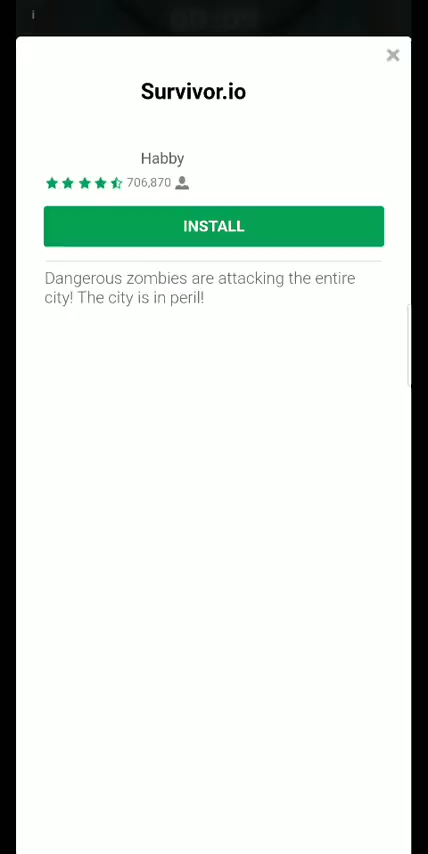 Survivor.io
Habby
706,870
INSTALL
Dangerous zombies are attacking the entire
city! The city is in peril!